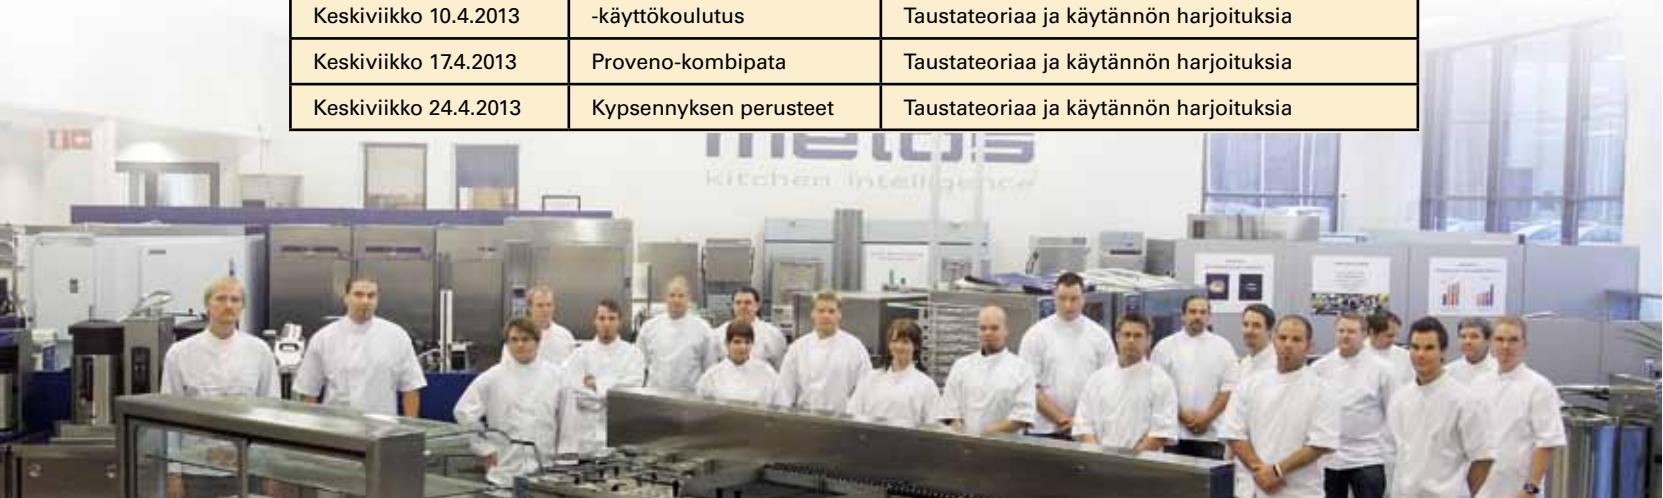 Keskiviikko 10.4.2013 -käyttökoulutus Taustateoriaa ja käytännön harjoituksia
Keskiviikko 17.4.2013 Proveno-kombipata Taustateoriaa ja käytännön harjoituksia
Keskiviikko 24.4.2013 Kypsennyksen perusteet Taustateoriaa ja käytännön harjoituksia
metos
kitchen intelligence